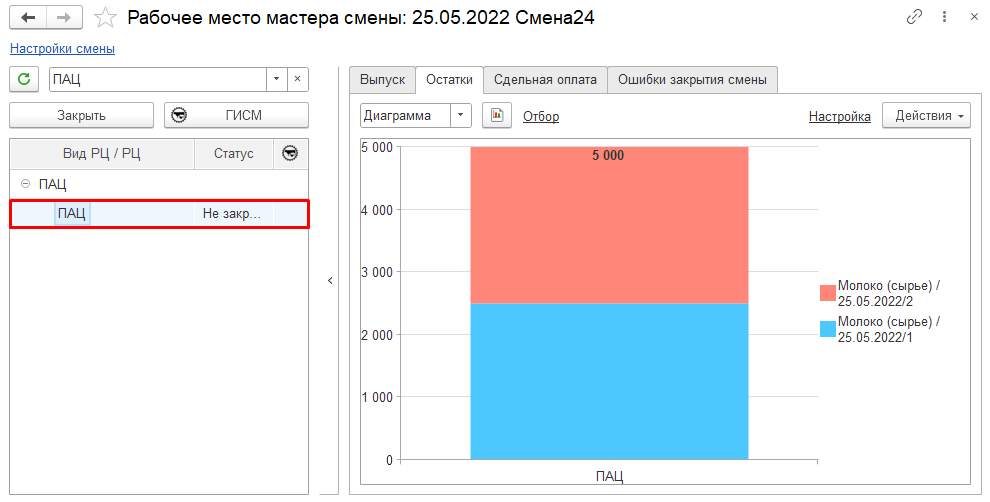 Рабочее место мастера смены: 25.05.2022 Смена24
Настройки смены
ПАЦ
Закрыть
ГИСМ
Вид РЦ / РЦ
Статус
ПАЦ
ПАЦ
Не закр...
Выпуск
Остатки
Сдельная оплата
Ошибки закрытия смены
Диаграмма
Отбор
Настройка
Действия
5 000
4 000
3 000
2 000
1 000
0
5 000
ПАЦ
Молоко (сырье) /
25.05.2022/2
Молоко (сырье) /
25.05.2022/1